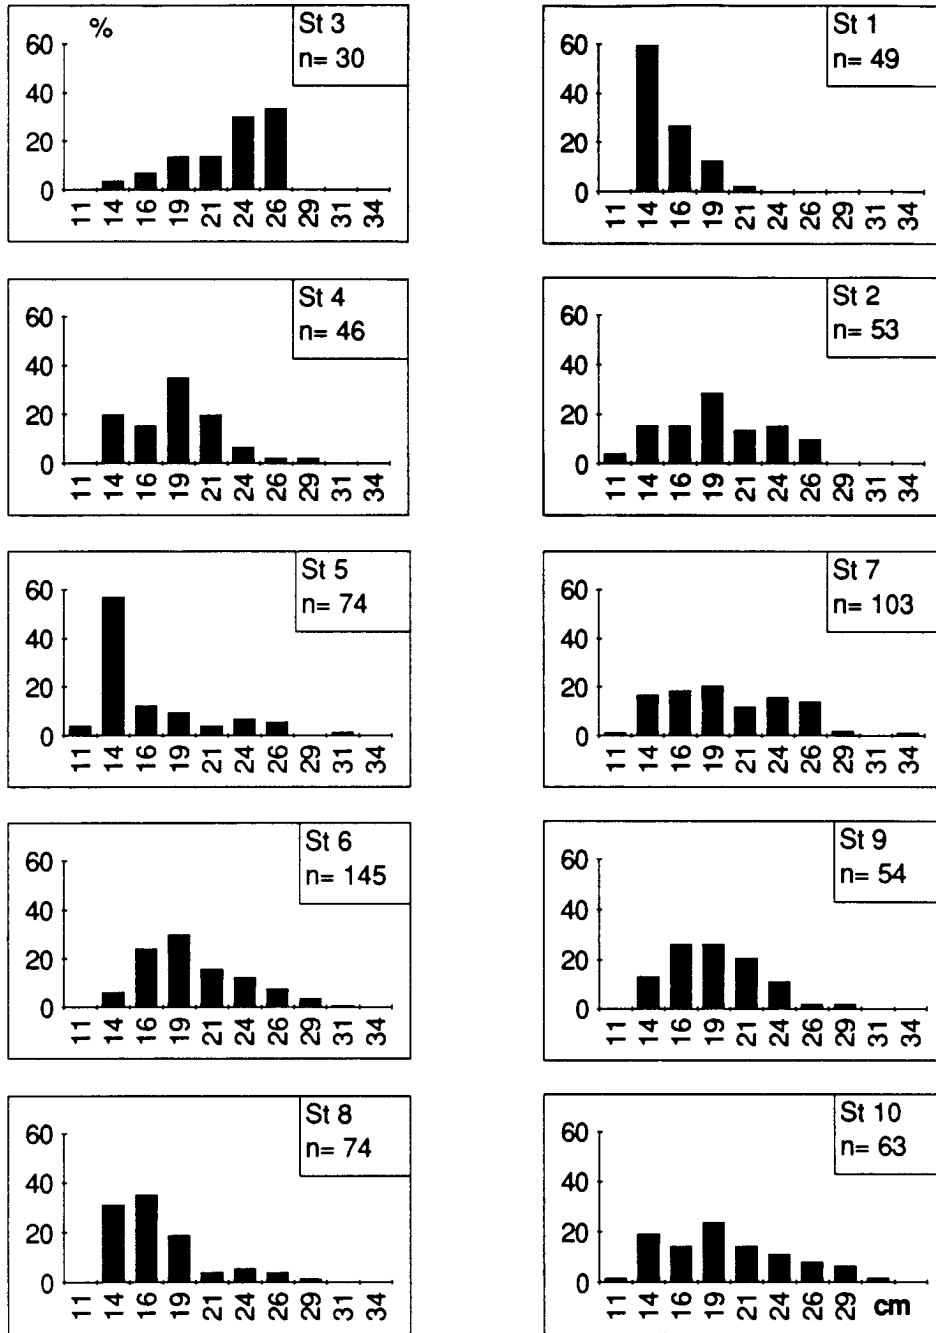 %
St 3
n= 30
60
40
20
0
11 14 16 19 21 24 26 29 31 34
St 1
n= 49
60
40
20
0
11 14 16 19 21 24 26 29 31 34
St 4
n= 46
60
40
20
0
11 14 16 19 21 24 26 29 31 34
St 2
n= 53
60
40
20
0
11 14 16 19 21 24 26 29 31 34
St 5
n= 74
60
40
20
0
11 14 16 19 21 24 26 29 31 34
St 7
n= 103
60
40
20
0
11 14 16 19 21 24 26 29 31 34
St 6
n= 145
60
40
20
0
11 14 16 19 21 24 26 29 31 34
St 9
n= 54
60
40
20
0
11 14 16 19 21 24 26 29 31 34
St 8
n= 74
60
40
20
0
11 14 16 19 21 24 26 29 31 34
St 10
n= 63
60
40
20
0
11 14 16 19 21 24 26 29 cm